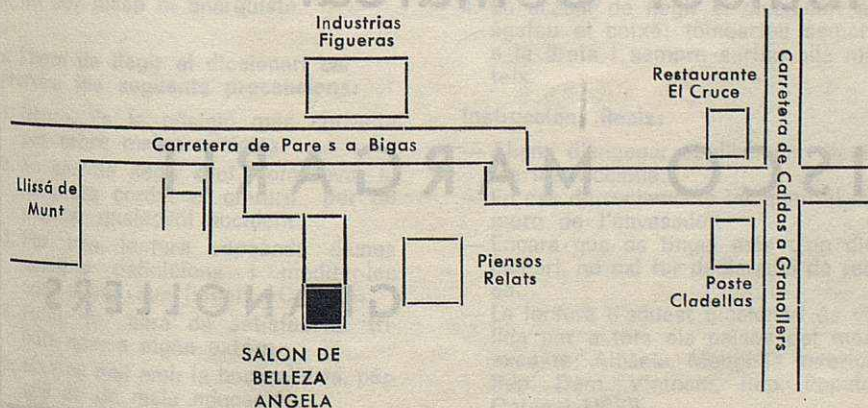 Industrias
Figueras
Restaurante
El Cruce
Carretera de Caldas a Granollers
Carretera de Pare s a Bigas
Llissá de
Munt
Piensos
Relats
Poste
Cladellas
SALON DE
BELLEZA
ANGELA